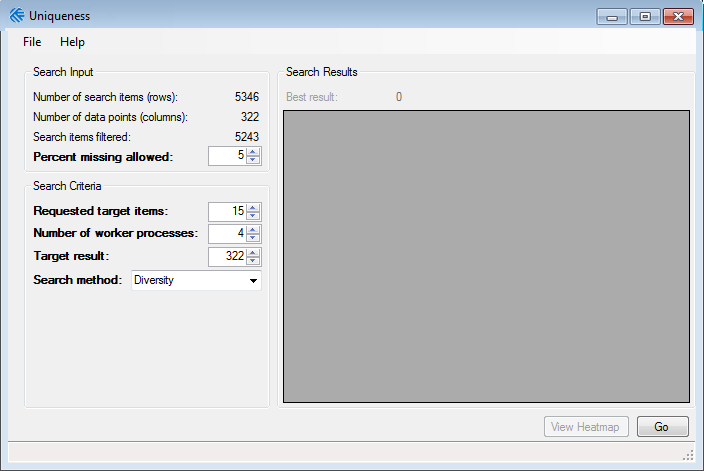 Uniqueness
File Help
Search Input
Number of search items (rows): 5346
Number of data points (columns): 322
Search items filtered: 5243
Percent missing allowed: 5
Search Criteria
Requested target items: 15
Number of worker processes: 4
Target result: 322
Search method: Diversity
Search Results
Best result: 0
View Heatmap Go